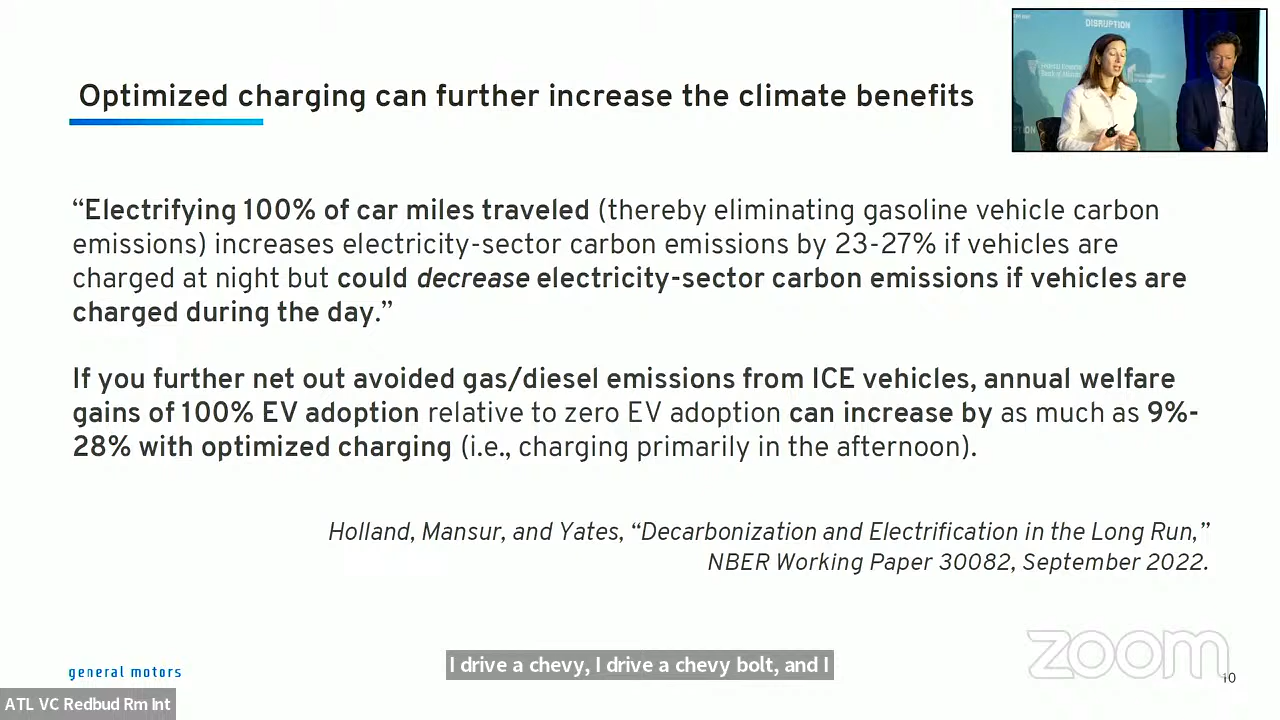 DISRUPTION
Optimized charging can further increase the climate benefits
“Electrifying 100% of car miles traveled (thereby eliminating gasoline vehicle carbon
emissions) increases electricity-sector carbon emissions by 23-27% if vehicles are
charged at night but could decrease electricity-sector carbon emissions if vehicles are
charged during the day.”
If you further net out avoided gas/diesel emissions from ICE vehicles, annual welfare
gains of 100% EV adoption relative to zero EV adoption can increase by as much as 9%-
28% with optimized charging (i.e., charging primarily in the afternoon).
Holland, Mansur, and Yates, “Decarbonization and Electrification in the Long Run,”
NBER Working Paper 30082, September 2022.
I drive a chevy, I drive a chevy bolt, and I
zoom
general motors
10
ATL VC Redbud Rm Int